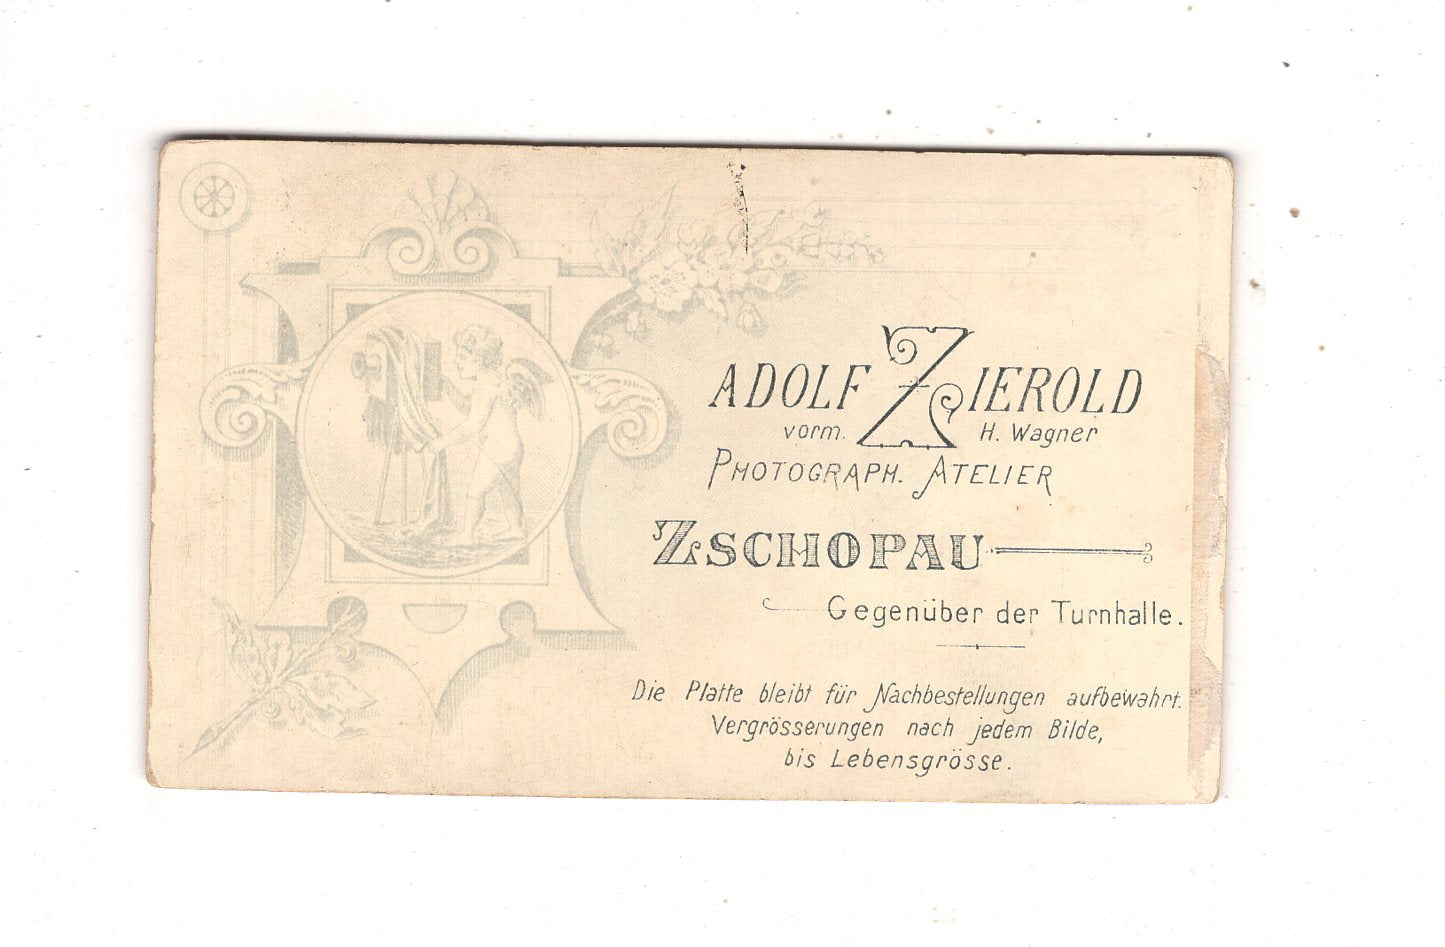 ADOLF ZIEROLD
vorm. H. Wagner
PHOTOGRAPH. ATELIER
ZSCHOPAU
Gegenüber der Turnhalle.
Die Platte bleibt für Nachbestellungen aufbewahrt.
Vergrösserungen nach jedem Bilde,
bis Lebensgrösse.